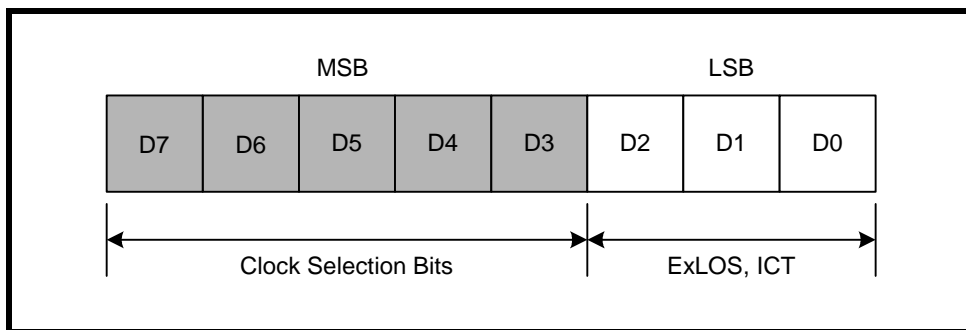 MSB LSB
D7 D6 D5 D4 D3 D2 D1 D0
Clock Selection Bits ExLOS, ICT